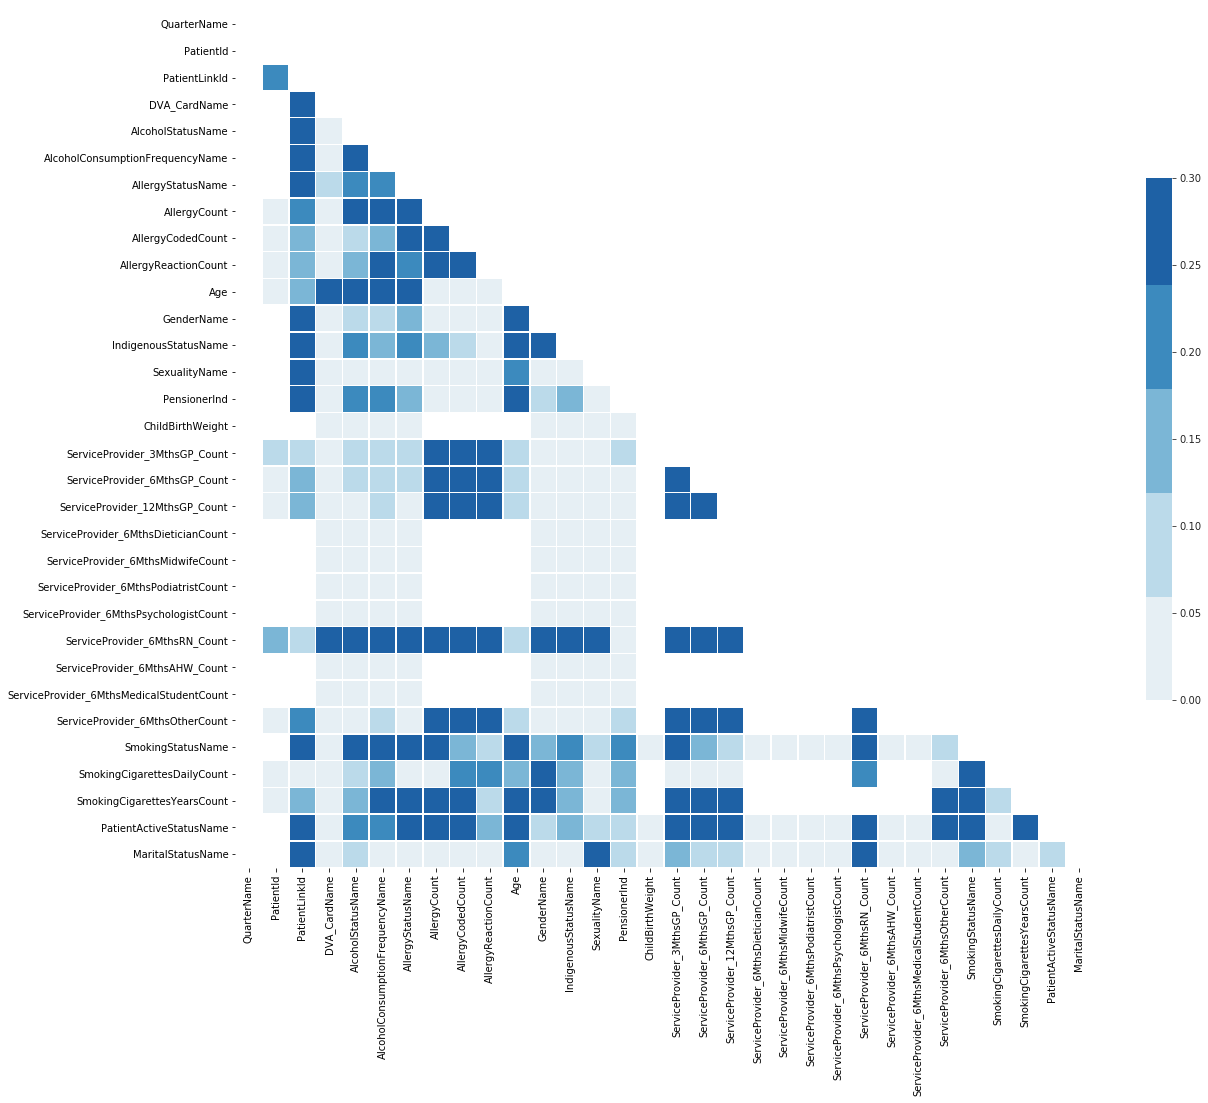 QuarterName
PatientId
PatientLinkId
DVA_CardName
AlcoholStatusName
AlcoholConsumptionFrequencyName
AllergyStatusName
AllergyCount
AllergyCodedCount
AllergyReactionCount
Age
GenderName
IndigenousStatusName
SexualityName
PensionerInd
ChildBirthWeight
ServiceProvider_3MthsGP_Count
ServiceProvider_6MthsGP_Count
ServiceProvider_12MthsGP_Count
ServiceProvider_6MthsDieticianCount
ServiceProvider_6MthsMidwifeCount
ServiceProvider_6MthsPodiatristCount
ServiceProvider_6MthsPsychologistCount
ServiceProvider_6MthsRN_Count
ServiceProvider_6MthsAHW_Count
ServiceProvider_6MthsMedicalStudentCount
ServiceProvider_6MthsOtherCount
SmokingStatusName
SmokingCigarettesDailyCount
SmokingCigarettesYearsCount
PatientActiveStatusName
MaritalStatusName
QuarterName
PatientId
PatientLinkId
DVA_CardName
AlcoholStatusName
AlcoholConsumptionFrequencyName
AllergyStatusName
AllergyCount
AllergyCodedCount
AllergyReactionCount
Age
GenderName
IndigenousStatusName
SexualityName
PensionerInd
ChildBirthWeight
ServiceProvider_3MthsGP_Count
ServiceProvider_6MthsGP_Count
ServiceProvider_12MthsGP_Count
ServiceProvider_6MthsDieticianCount
ServiceProvider_6MthsMidwifeCount
ServiceProvider_6MthsPodiatristCount
ServiceProvider_6MthsPsychologistCount
ServiceProvider_6MthsRN_Count
ServiceProvider_6MthsAHW_Count
ServiceProvider_6MthsMedicalStudentCount
ServiceProvider_6MthsOtherCount
SmokingStatusName
SmokingCigarettesDailyCount
SmokingCigarettesYearsCount
PatientActiveStatusName
MaritalStatusName
0.30
0.25
0.20
0.15
0.10
0.05
0.00